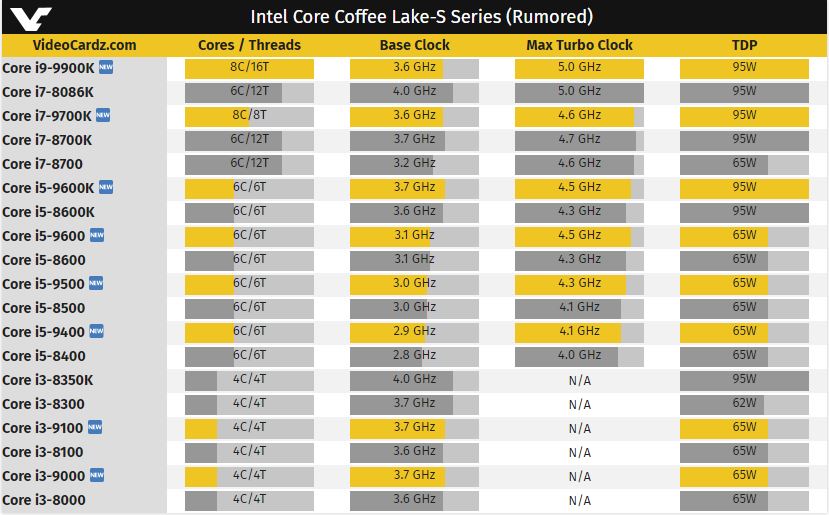 Intel Core Coffee Lake-S Series (Rumored)
VideoCardz.com Cores / Threads Base Clock Max Turbo Clock TDP
Core i9-9900K NEW 8C/16T 3.6 GHz 5.0 GHz 95W
Core i7-8086K 6C/12T 4.0 GHz 5.0 GHz 95W
Core i7-9700K NEW 8C/8T 3.6 GHz 4.6 GHz 95W
Core i7-8700K 6C/12T 3.7 GHz 4.7 GHz 95W
Core i7-8700 6C/12T 3.2 GHz 4.6 GHz 65W
Core i5-9600K NEW 6C/6T 3.7 GHz 4.5 GHz 95W
Core i5-8600K 6C/6T 3.6 GHz 4.3 GHz 95W
Core i5-9600 NEW 6C/6T 3.1 GHz 4.5 GHz 65W
Core i5-8600 6C/6T 3.1 GHz 4.3 GHz 65W
Core i5-9500 NEW 6C/6T 3.0 GHz 4.3 GHz 65W
Core i5-8500 6C/6T 3.0 GHz 4.1 GHz 65W
Core i5-9400 NEW 6C/6T 2.9 GHz 4.1 GHz 65W
Core i5-8400 6C/6T 2.8 GHz 4.0 GHz 65W
Core i3-8350K 4C/4T 4.0 GHz N/A 95W
Core i3-8300 4C/4T 3.7 GHz N/A 62W
Core i3-9100 NEW 4C/4T 3.7 GHz N/A 65W
Core i3-8100 4C/4T 3.6 GHz N/A 65W
Core i3-9000 NEW 4C/4T 3.7 GHz N/A 65W
Core i3-8000 4C/4T 3.6 GHz N/A 65W